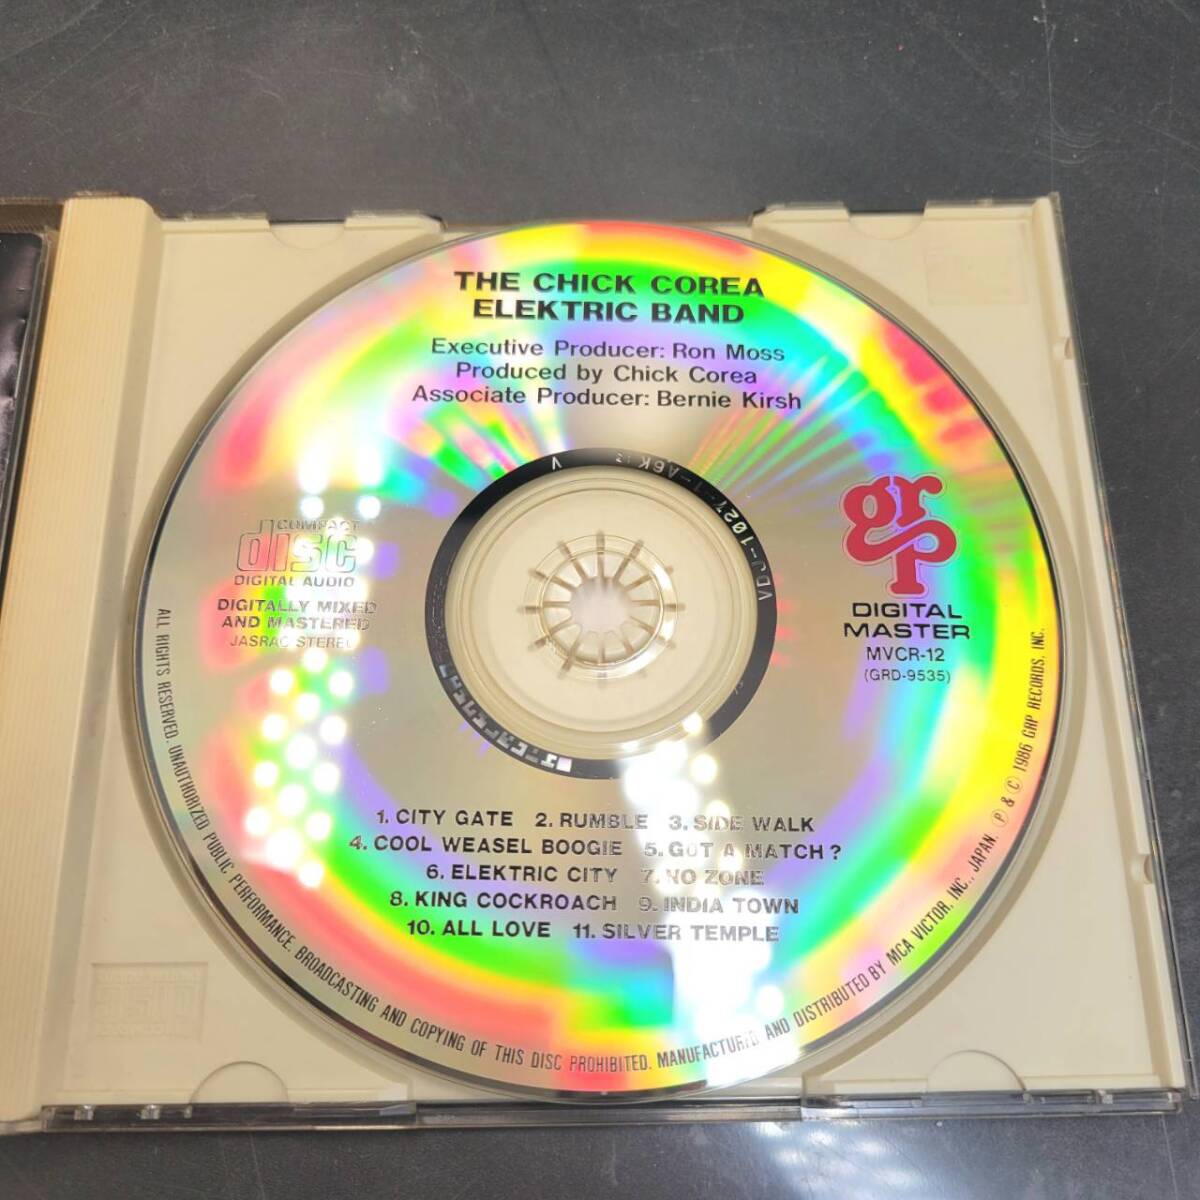 THE CHICK COREA
ELEKTRIC BAND
Executive Producer: Ron Moss
Produced by Chick Corea
Associate Producer: Bernie Kirsh
COMPACT
disc
DIGITAL AUDIO
DIGITALLY MIXED
AND MASTERED
JASRAC STEREO
grp
DIGITAL
MASTER
MVCR-12
(GRD-9535)
V
VDJ-1027-1-A6K
1. CITY GATE 2. RUMBLE 3. SIDE WALK
4. COOL WEASEL BOOGIE 5. GOT A MATCH?
6. ELEKTRIC CITY 7. NO ZONE
8. KING COCKROACH 9. INDIA TOWN
10. ALL LOVE 11. SILVER TEMPLE
ALL RIGHTS RESERVED. UNAUTHORIZED PUBLIC PERFORMANCE. BROADCASTING AND COPYING OF THIS DISC PROHIBITED. MANUFACTURED AND DISTRIBUTED BY MCA VICTOR, INC., JAPAN. Ⓟ & © 1986 GRP RECORDS, INC.